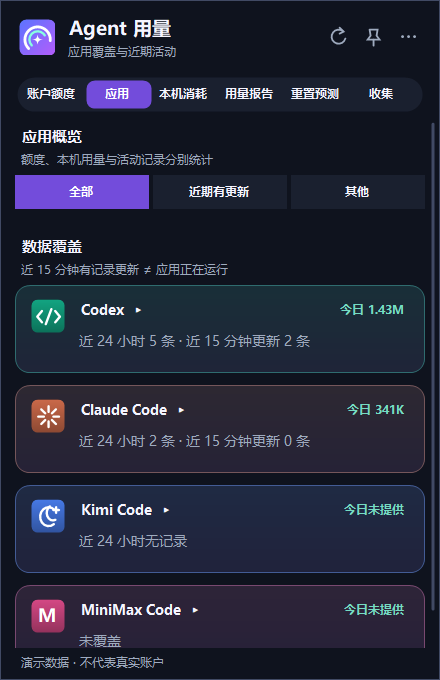 Agent 用量
应用覆盖与近期活动
账户额度 应用 本机消耗 用量报告 重置预测 收集
应用概览
额度、本机用量与活动记录分别统计
全部 近期有更新 其他
数据覆盖
近 15 分钟有记录更新 ≠ 应用正在运行
Codex ▸ 今日 1.43M
近 24 小时 5 条 · 近 15 分钟更新 2 条
Claude Code ▸ 今日 341K
近 24 小时 2 条 · 近 15 分钟更新 0 条
Kimi Code ▸ 今日未提供
近 24 小时无记录
M MiniMax Code ▸ 今日未提供
未覆盖
演示数据 · 不代表真实账户